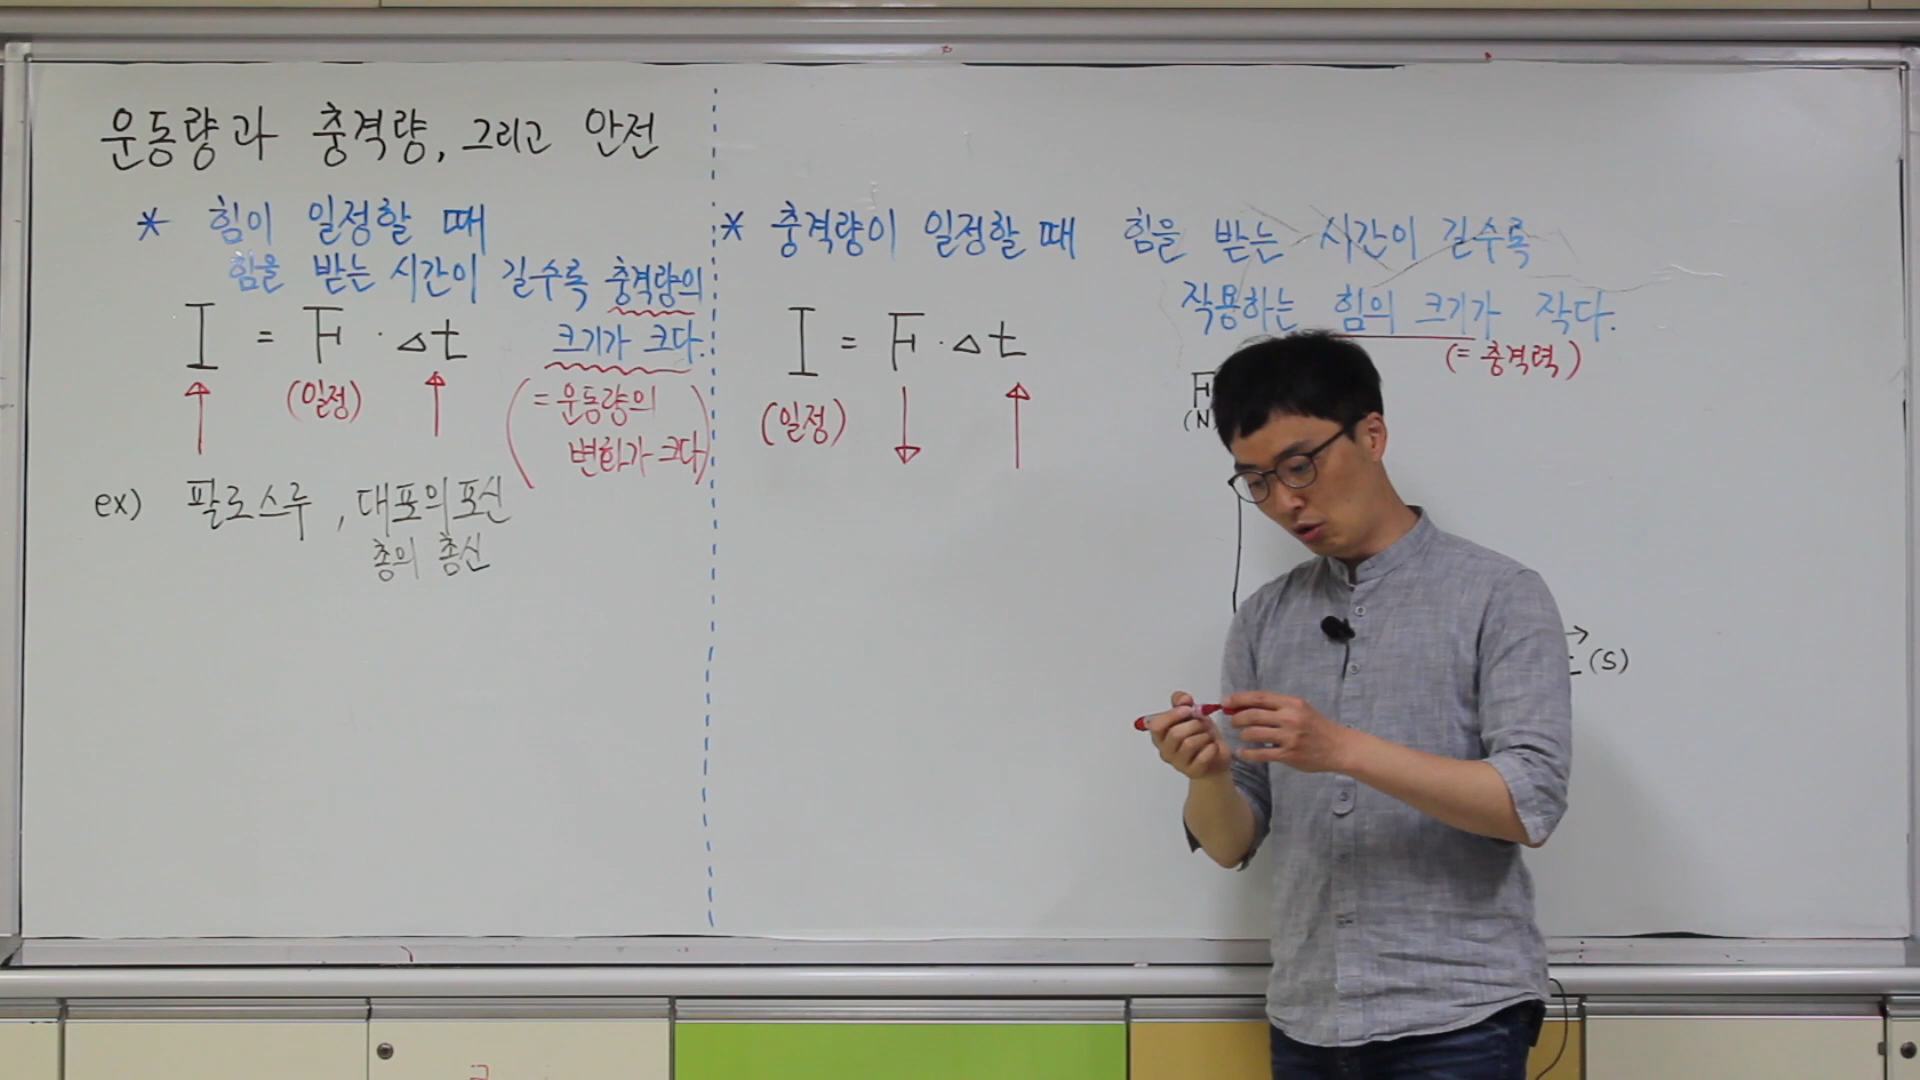 운동량과 충격량, 그리고 안전
* 힘이 일정할 때
힘을 받는 시간이 길수록 충격량의
크기가 크다.
I = F · △t
(일정)
(= 운동량의
변화가 크다)
ex) 팔로스루, 대포의 포신
총의 총신
* 충격량이 일정할 때 힘을 받는 시간이 길수록
작용하는 힘의 크기가 작다.
(= 충격력)
I = F · △t
(일정)
F
(N
(S)